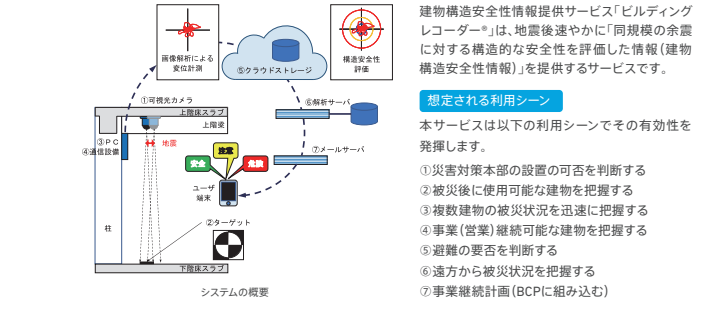 画像解析による
変位計測
⑤クラウドストレージ
構造安全性
評価
①可視光カメラ
上階床スラブ
上階梁
③ＰＣ
④通信設備
地震
⑥解析サーバ
⑦メールサーバ
注意
安全
危険
ユーザ
端末
②ターゲット
柱
下階床スラブ
システムの概要
建物構造安全性情報提供サービス「ビルディング
レコーダー®」は、地震後速やかに「同規模の余震
に対する構造的な安全性を評価した情報（建物
構造安全性情報）」を提供するサービスです。
想定される利用シーン
本サービスは以下の利用シーンでその有効性を
発揮します。
①災害対策本部の設置の可否を判断する
②被災後に使用可能な建物を把握する
③複数建物の被災状況を迅速に把握する
④事業（営業）継続可能な建物を把握する
⑤避難の要否を判断する
⑥遠方から被災状況を把握する
⑦事業継続計画（BCPに組み込む）